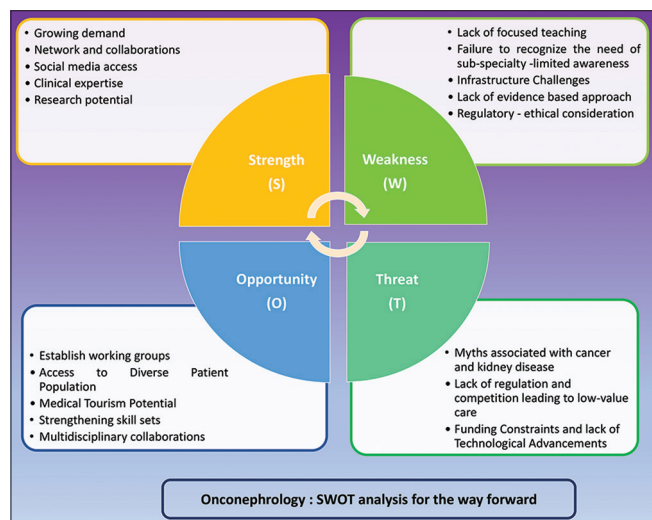 • Growing demand
• Network and collaborations
• Social media access
• Clinical expertise
• Research potential
• Lack of focused teaching
• Failure to recognize the need of
sub-specialty -limited awareness
• Infrastructure Challenges
• Lack of evidence based approach
• Regulatory - ethical consideration
Strength
(S)
Weakness
(W)
Opportunity
(O)
Threat
(T)
• Establish working groups
• Access to Diverse Patient
Population
• Medical Tourism Potential
• Strengthening skill sets
• Multidisciplinary collaborations
• Myths associated with cancer
and kidney disease
• Lack of regulation and
competition leading to low-value
care
• Funding Constraints and lack of
Technological Advancements
Onconephrology : SWOT analysis for the way forward